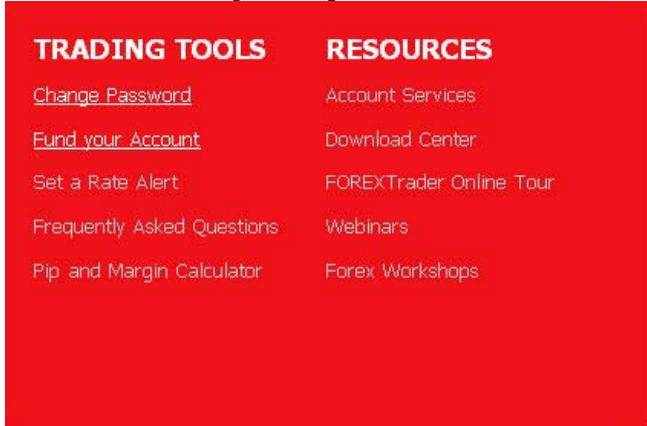 TRADING TOOLS
Change Password
Fund your Account
Set a Rate Alert
Frequently Asked Questions
Pip and Margin Calculator
RESOURCES
Account Services
Download Center
FOREXTrader Online Tour
Webinars
Forex Workshops